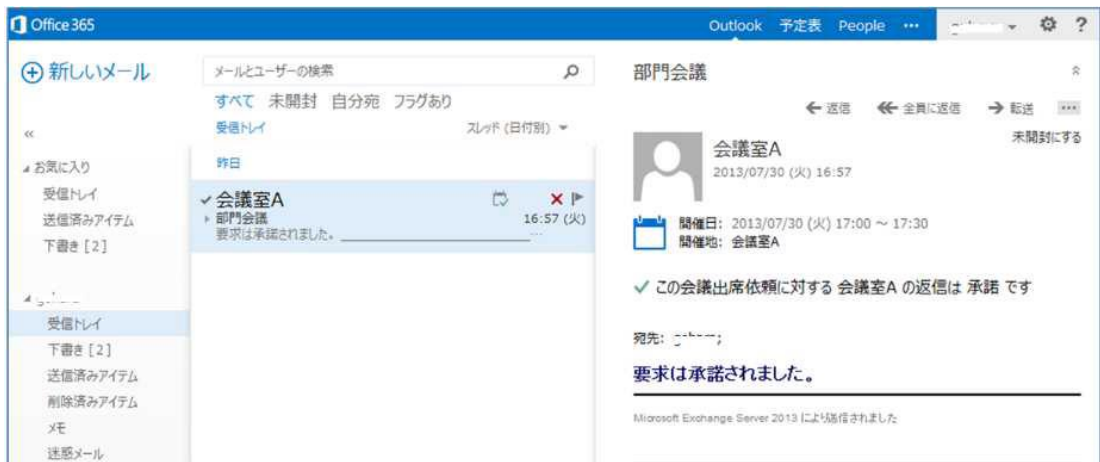 Office 365
Outlook 予定表 People ･･･
?
新しいメール
«
お気に入り
受信トレイ
送信済みアイテム
下書き [2]
受信トレイ
下書き [2]
送信済みアイテム
削除済みアイテム
メモ
迷惑メール
メールとユーザーの検索
すべて 未開封 自分宛 フラグあり
受信トレイ スレッド (日付別)
昨日
会議室A
部門会議 16:57 (火)
要求は承諾されました。
部門会議
返信 全員に返信 転送 ･･･
未開封にする
会議室A
2013/07/30 (火) 16:57
開催日: 2013/07/30 (火) 17:00 ～ 17:30
開催地: 会議室A
この会議出席依頼に対する 会議室A の返信は 承諾 です
宛先:
要求は承諾されました。
Microsoft Exchange Server 2013 により送信されました